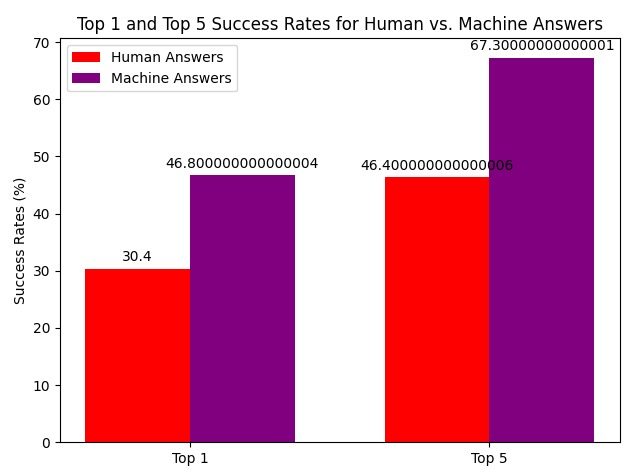 Top 1 and Top 5 Success Rates for Human vs. Machine Answers
Human Answers
Machine Answers
Success Rates (%)
70
60
50
40
30
20
10
0
30.4
46.800000000000004
46.400000000000006
67.30000000000001
Top 1
Top 5